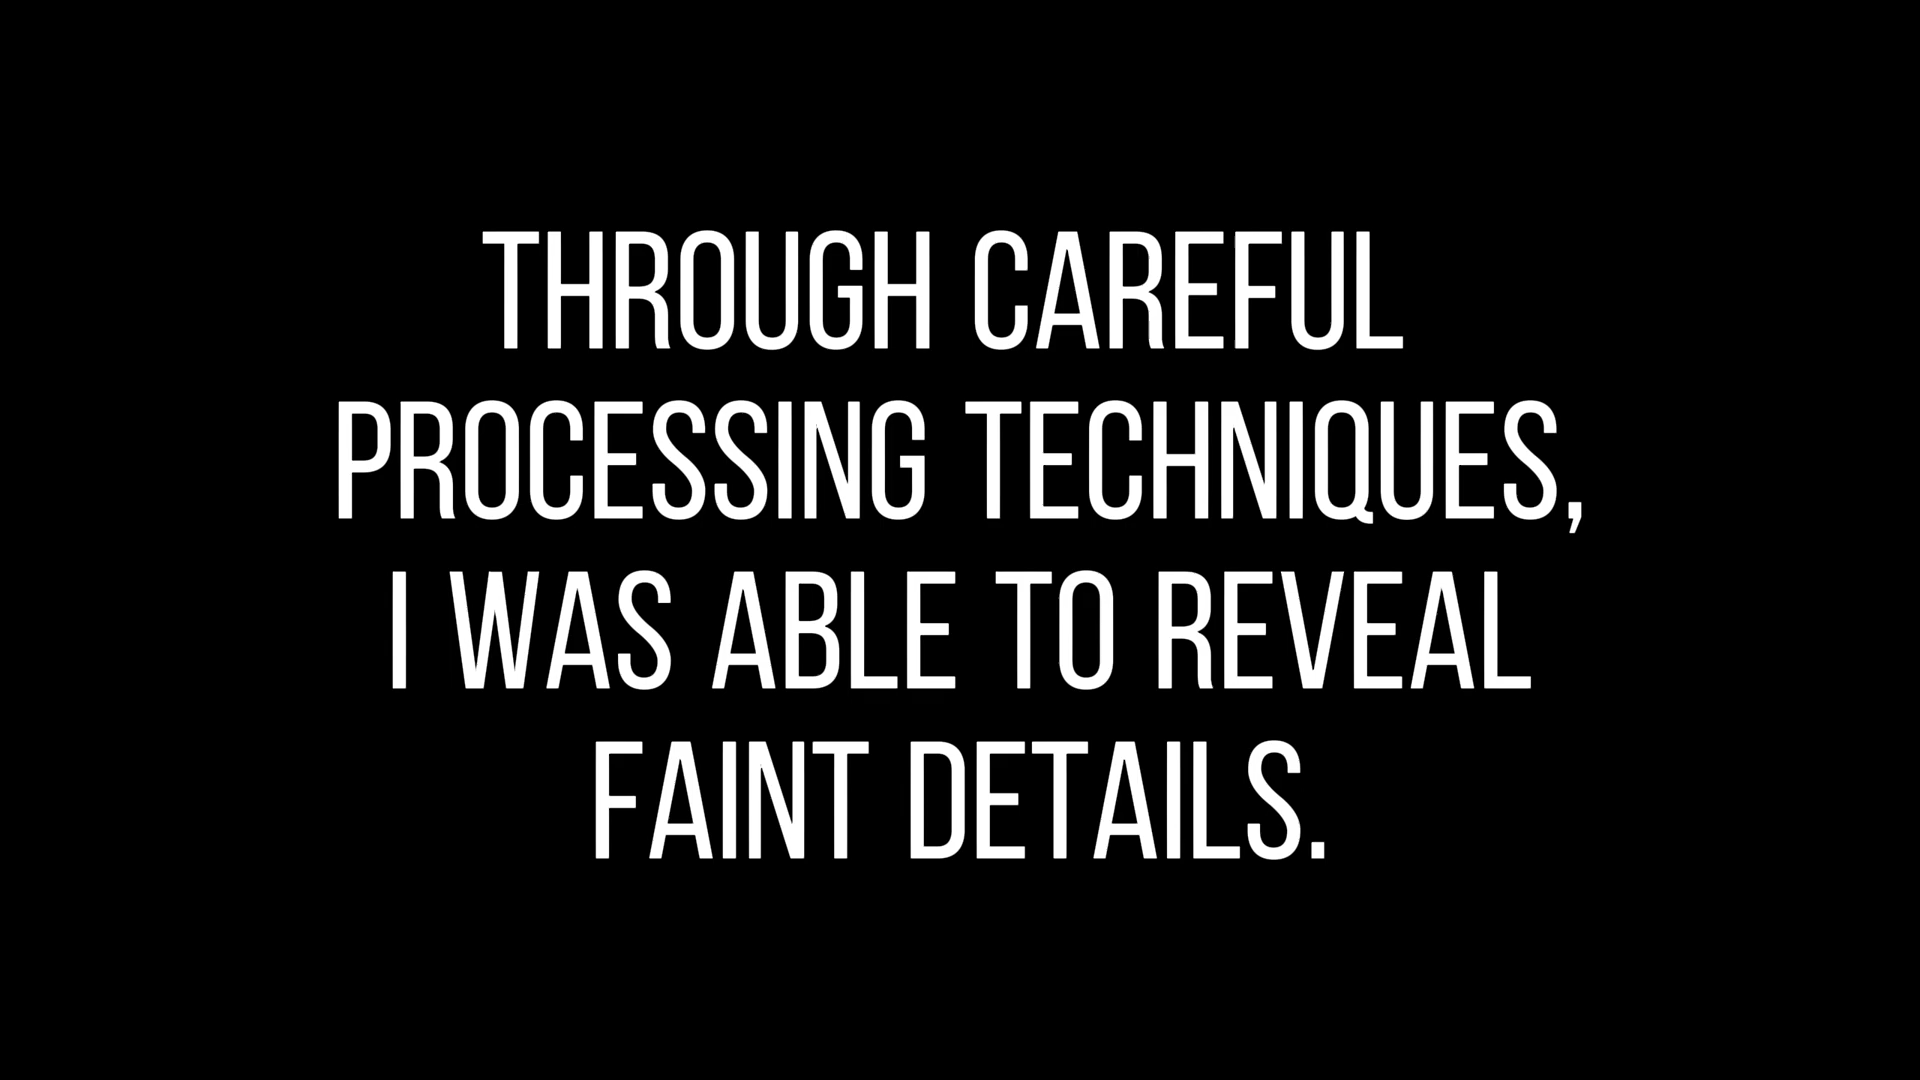 THROUGH CAREFUL
PROCESSING TECHNIQUES,
I WAS ABLE TO REVEAL
FAINT DETAILS.